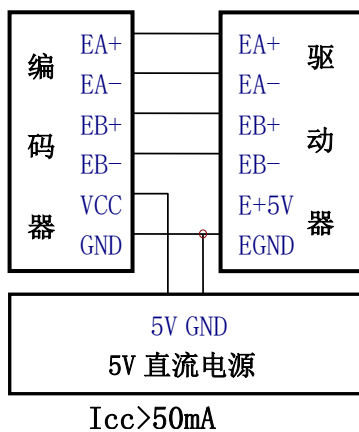 编码器
EA+
EA-
EB+
EB-
VCC
GND
EA+
EA-
EB+
EB-
E+5V
EGND
驱动器
5V GND
5V 直流电源
Icc>50mA